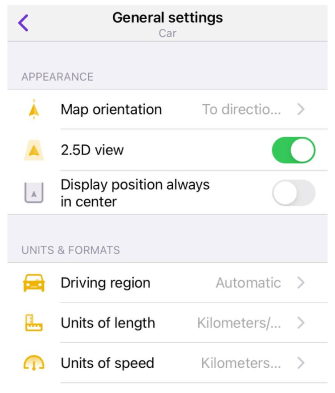 General settings
Car
APPEARANCE
Map orientation To directio...
2.5D view
Display position always
in center
UNITS & FORMATS
Driving region Automatic
Units of length Kilometers/...
Units of speed Kilometers...